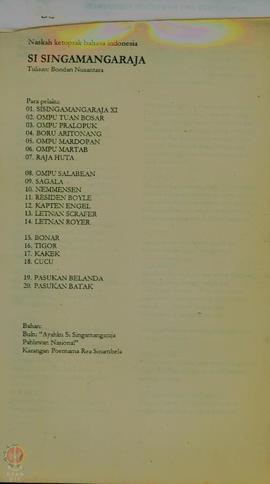 Naskah ketoprak bahasa indonesia
SI SINGAMANGARAJA
Tulisan: Bondan Nusantara
Para pelaku:
01. SISINGAMANGARAJA XI
02. OMPU TUAN BOSAR
03. OMPU PRALOPUK
04. BORU ARITONANG
05. OMPU MARDOPAN
06. OMPU MARTAB
07. RAJA HUTA
08. OMPU SALABEAN
09. SAGALA
10. NEMMENSEN
11. RESIDEN BOYLE
12. KAPTEN ENGEL
13. LETNAN SCRAFER
14. LETNAN ROYER
15. BONAR
16. TIGOR
17. KAKEK
18. CUCU
19. PASUKAN BELANDA
20. PASUKAN BATAK
Bahan:
Buku "Ayahku Si Singamangaraja
Pahlawan Nasional"
Karangan Poernama Rea Sinambela